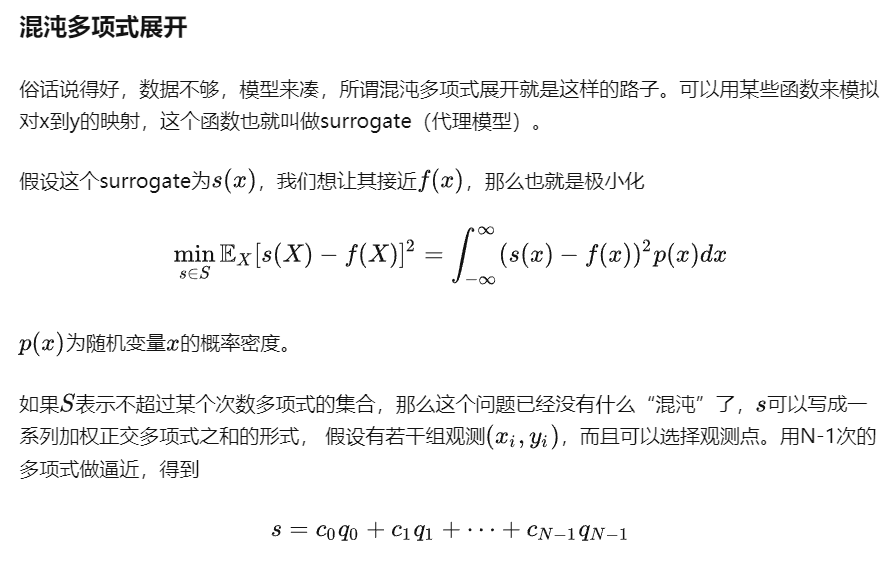 混沌多项式展开
俗话说得好，数据不够，模型来凑，所谓混沌多项式展开就是这样的路子。可以用某些函数来模拟
对x到y的映射，这个函数也就叫做surrogate（代理模型）。
假设这个surrogate为s(x)，我们想让其接近f(x)，那么也就是极小化
\min_{s∈S} 𝔼_X[s(X) − f(X)]^2 = ∫_{−∞}^{∞} (s(x) − f(x))^2 p(x)dx
p(x)为随机变量x的概率密度。
如果S表示不超过某个次数多项式的集合，那么这个问题已经没有什么“混沌”了，s可以写成一
系列加权正交多项式之和的形式， 假设有若干组观测(x_i, y_i)，而且可以选择观测点。用N-1次的
多项式做逼近，得到
s = c_0q_0 + c_1q_1 + ⋯ + c_{N−1}q_{N−1}